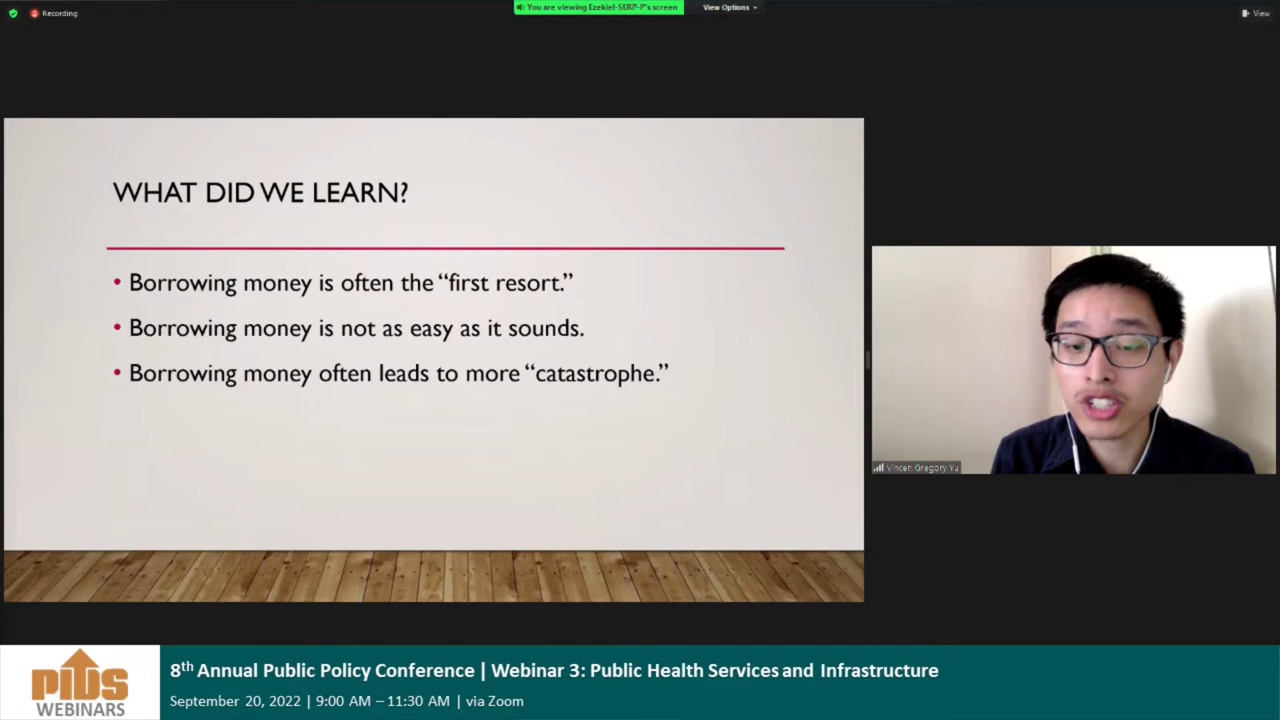 Recording
You are viewing Ezekiel-SERP-P's screen
View Options
View
WHAT DID WE LEARN?
• Borrowing money is often the “first resort.”
• Borrowing money is not as easy as it sounds.
• Borrowing money often leads to more “catastrophe.”
Vincen Gregory Yu
pids
WEBINARS
8th Annual Public Policy Conference | Webinar 3: Public Health Services and Infrastructure
September 20, 2022 | 9:00 AM – 11:30 AM | via Zoom